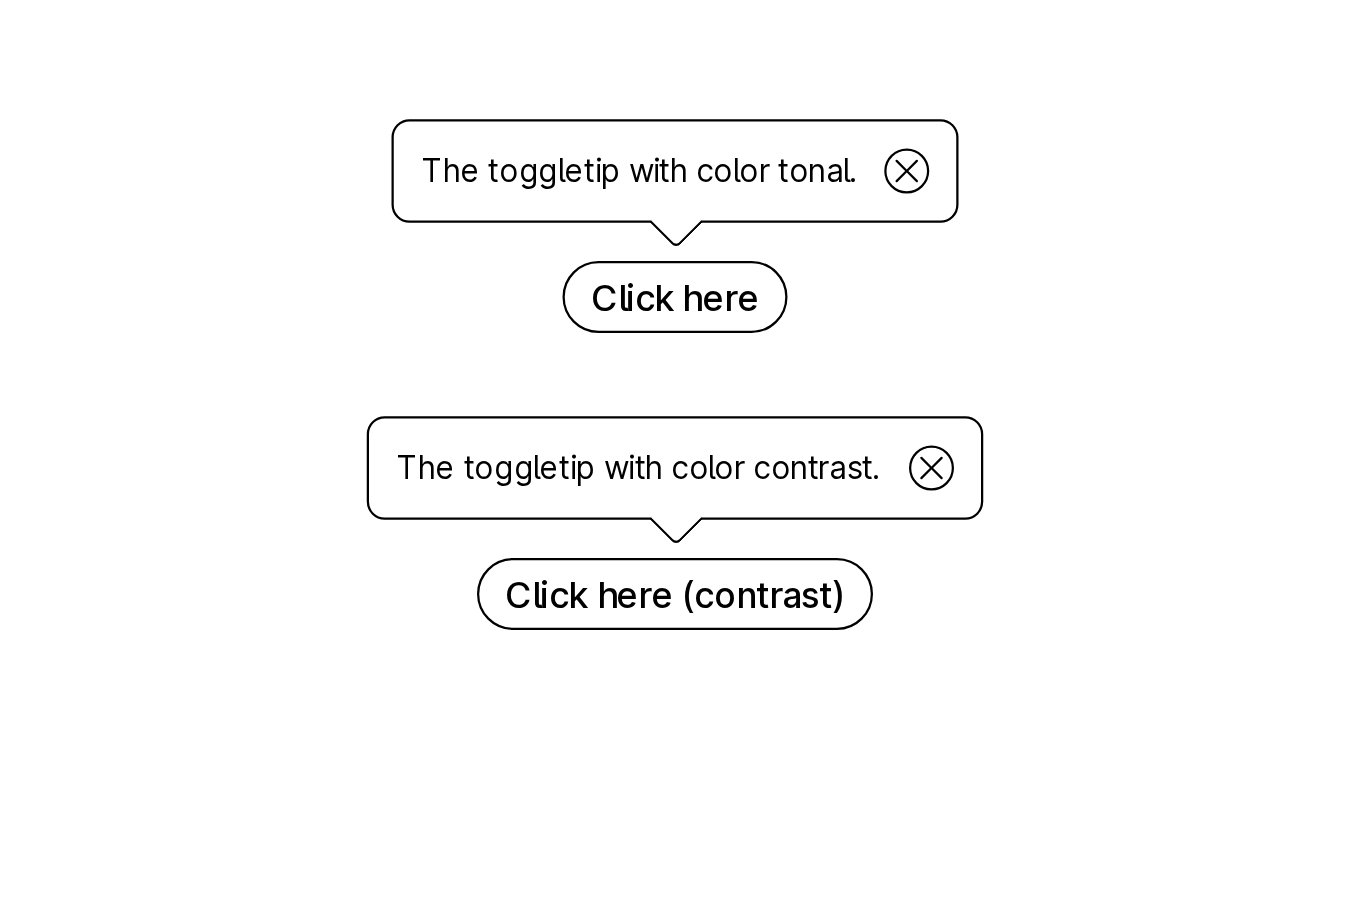 The toggletip with color tonal.
Click here
The toggletip with color contrast.
Click here (contrast)